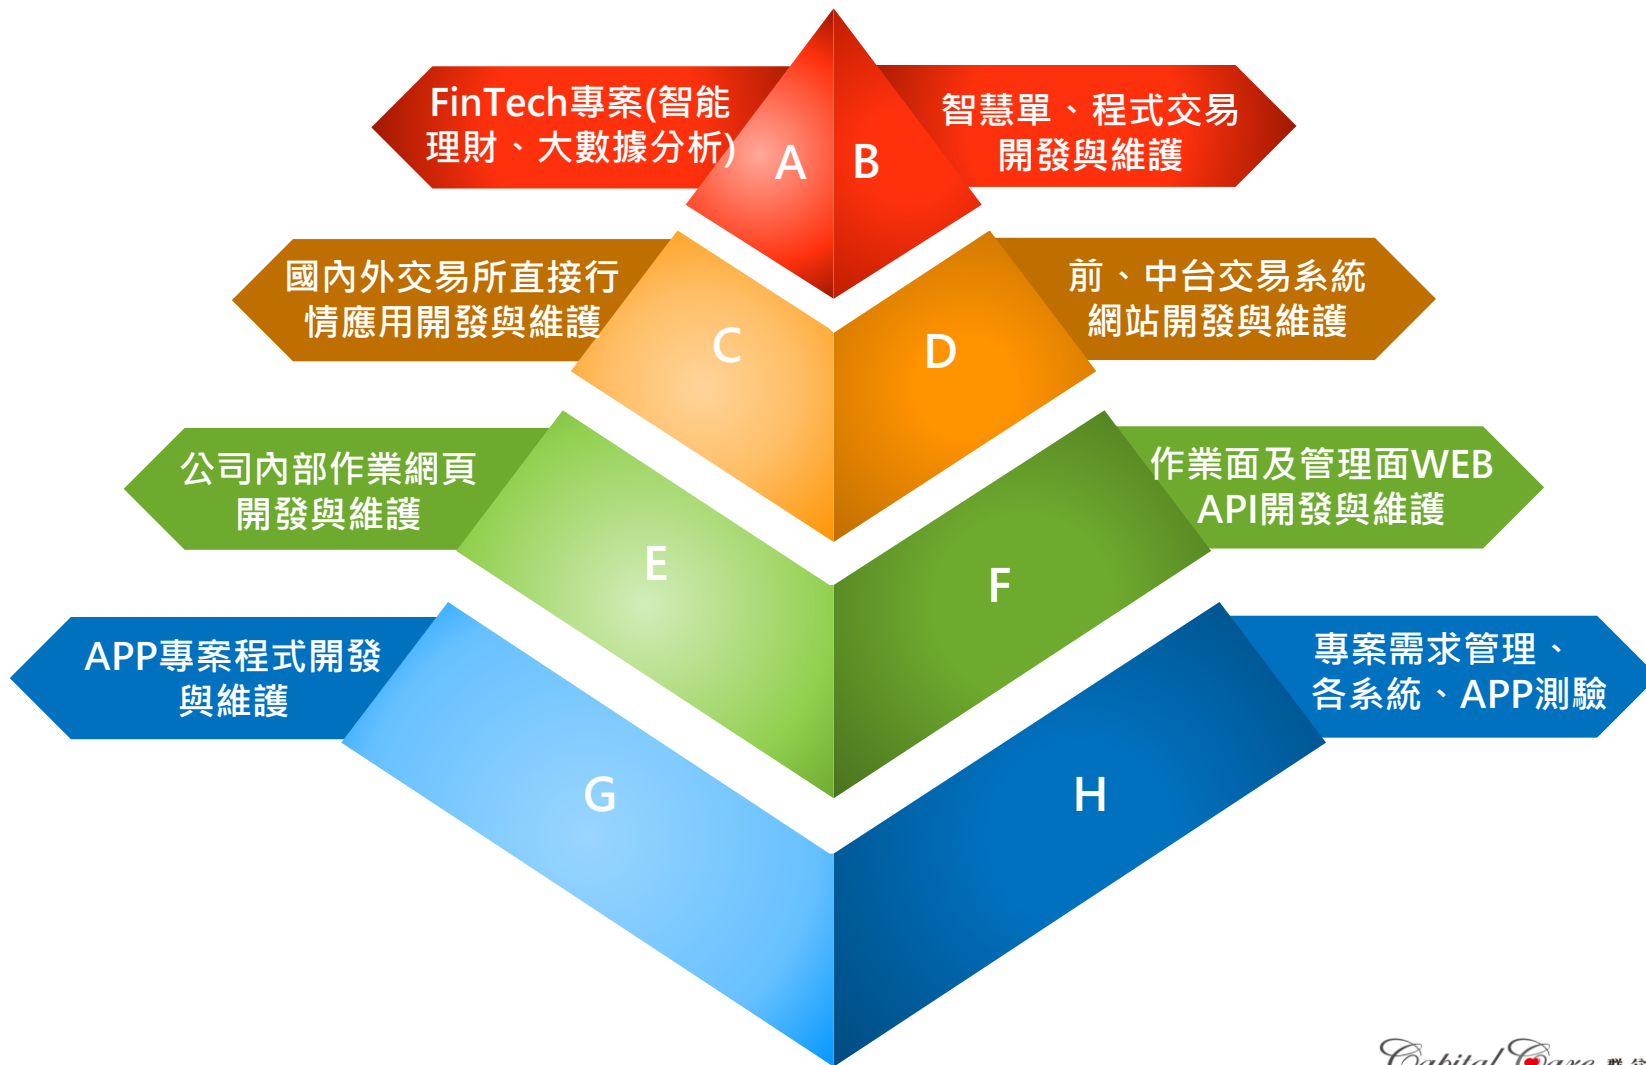 FinTech專案(智能
理財、大數據分析)
A
B
智慧單、程式交易
開發與維護
國內外交易所直接行
情應用開發與維護
C
D
前、中台交易系統
網站開發與維護
公司內部作業網頁
開發與維護
E
F
作業面及管理面WEB
API開發與維護
APP專案程式開發
與維護
G
H
專案需求管理、
各系統、APP測驗
Capital Care 群益